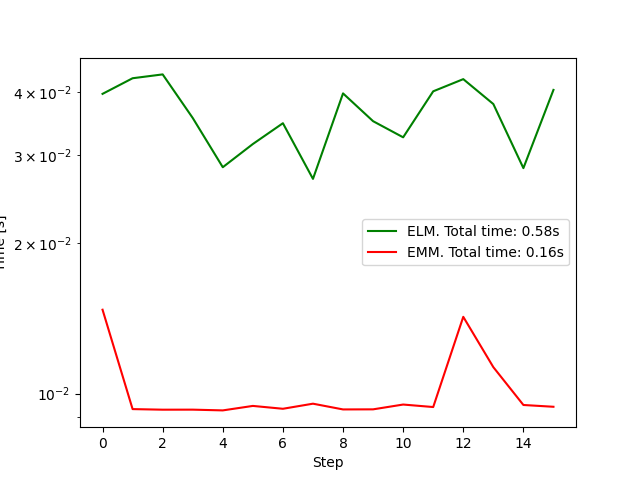 4 × 10⁻²
3 × 10⁻²
2 × 10⁻²
10⁻²
ELM. Total time: 0.58s
EMM. Total time: 0.16s
0 2 4 6 8 10 12 14
Step